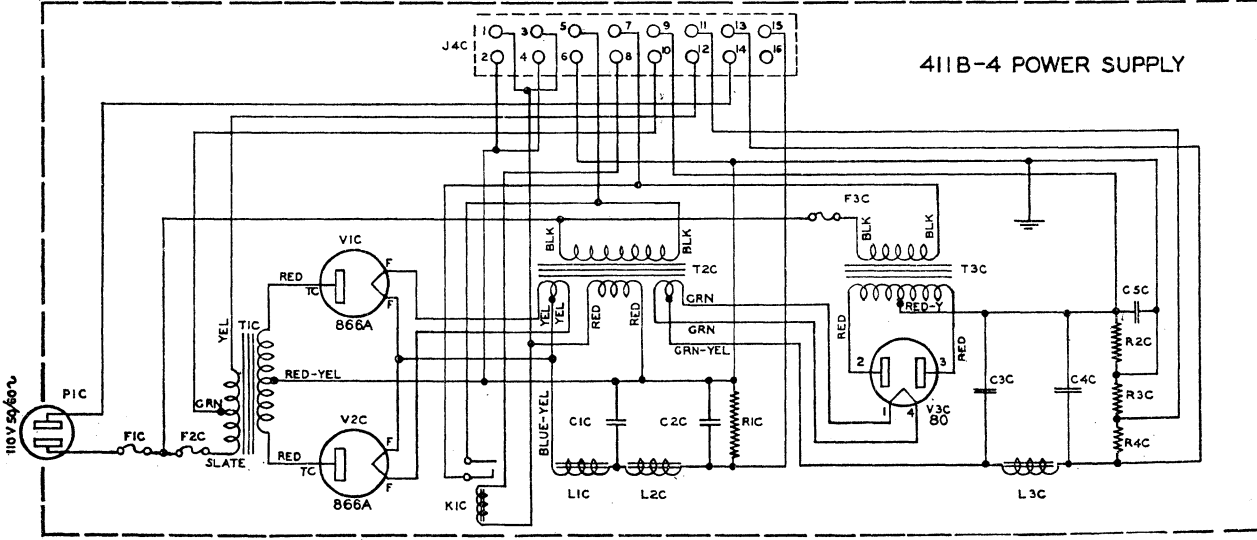 1 3 5 7 9 11 13 15
J4C
2 4 6 8 10 12 14 16
411B-4 POWER SUPPLY
F3C
BLK BLK BLK BLK
V1C
F
RED
TC
F
866A
T2C
T3C
GRN
C5C
YEL
T1C
YEL YEL RED RED
GRN
RED-Y
RED RED
R2C
GRN-YEL
2 3
RED-YEL
P1C
GRN
V2C
BLUE-YEL
C1C C2C R1C
1 4
V3C
80
C3C C4C
R3C
110V 50/60~
F1C F2C
SLATE
RED
TC
F
F
866A
R4C
K1C
L1C L2C
L3C